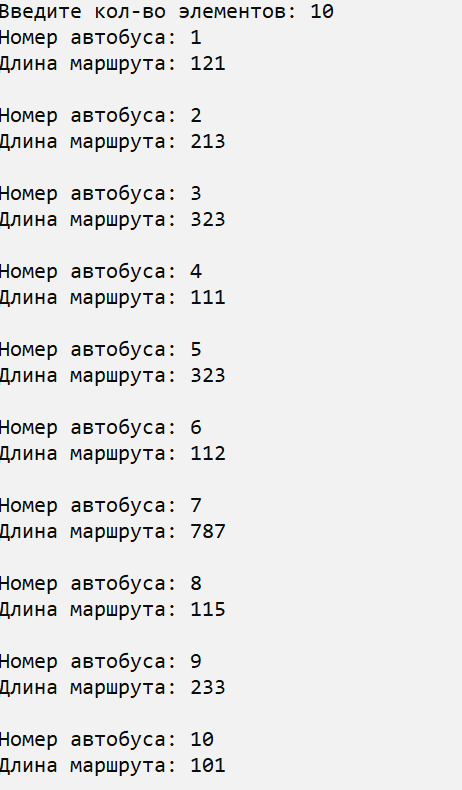 Введите кол-во элементов: 10
Номер автобуса: 1
Длина маршрута: 121
Номер автобуса: 2
Длина маршрута: 213
Номер автобуса: 3
Длина маршрута: 323
Номер автобуса: 4
Длина маршрута: 111
Номер автобуса: 5
Длина маршрута: 323
Номер автобуса: 6
Длина маршрута: 112
Номер автобуса: 7
Длина маршрута: 787
Номер автобуса: 8
Длина маршрута: 115
Номер автобуса: 9
Длина маршрута: 233
Номер автобуса: 10
Длина маршрута: 101